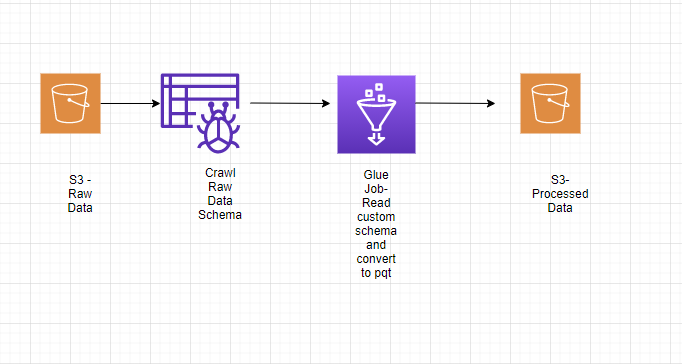 S3 -
Raw
Data
Crawl
Raw
Data
Schema
Glue
Job-
Read
custom
schema
and
convert
to pqt
S3-
Processed
Data